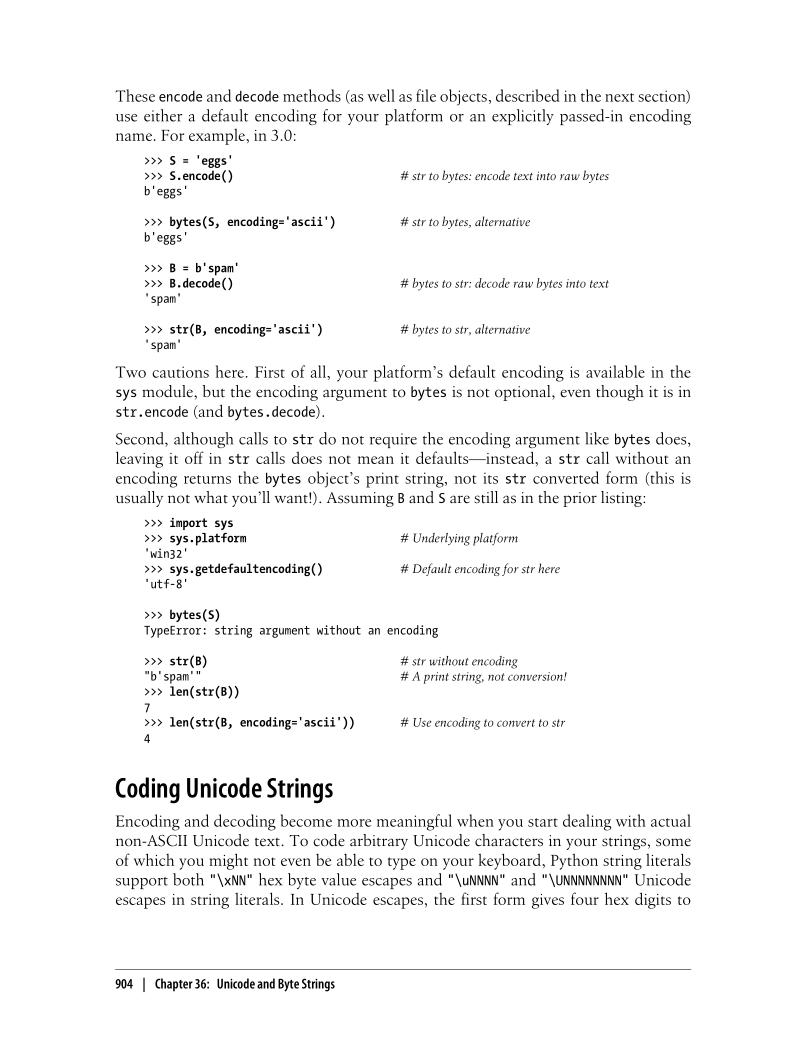 These encode and decode methods (as well as file objects, described in the next section)
use either a default encoding for your platform or an explicitly passed-in encoding
name. For example, in 3.0:
>>> S = 'eggs'
>>> S.encode() # str to bytes: encode text into raw bytes
b'eggs'
>>> bytes(S, encoding='ascii') # str to bytes, alternative
b'eggs'
>>> B = b'spam'
>>> B.decode() # bytes to str: decode raw bytes into text
'spam'
>>> str(B, encoding='ascii') # bytes to str, alternative
'spam'
Two cautions here. First of all, your platform’s default encoding is available in the
sys module, but the encoding argument to bytes is not optional, even though it is in
str.encode (and bytes.decode).
Second, although calls to str do not require the encoding argument like bytes does,
leaving it off in str calls does not mean it defaults—instead, a str call without an
encoding returns the bytes object’s print string, not its str converted form (this is
usually not what you’ll want!). Assuming B and S are still as in the prior listing:
>>> import sys
>>> sys.platform # Underlying platform
'win32'
>>> sys.getdefaultencoding() # Default encoding for str here
'utf-8'
>>> bytes(S)
TypeError: string argument without an encoding
>>> str(B) # str without encoding
"b'spam'" # A print string, not conversion!
>>> len(str(B))
7
>>> len(str(B, encoding='ascii')) # Use encoding to convert to str
4
Coding Unicode Strings
Encoding and decoding become more meaningful when you start dealing with actual
non-ASCII Unicode text. To code arbitrary Unicode characters in your strings, some
of which you might not even be able to type on your keyboard, Python string literals
support both "\xNN" hex byte value escapes and "\uNNNN" and "\UNNNNNNNN" Unicode
escapes in string literals. In Unicode escapes, the first form gives four hex digits to
904 | Chapter 36: Unicode and Byte Strings